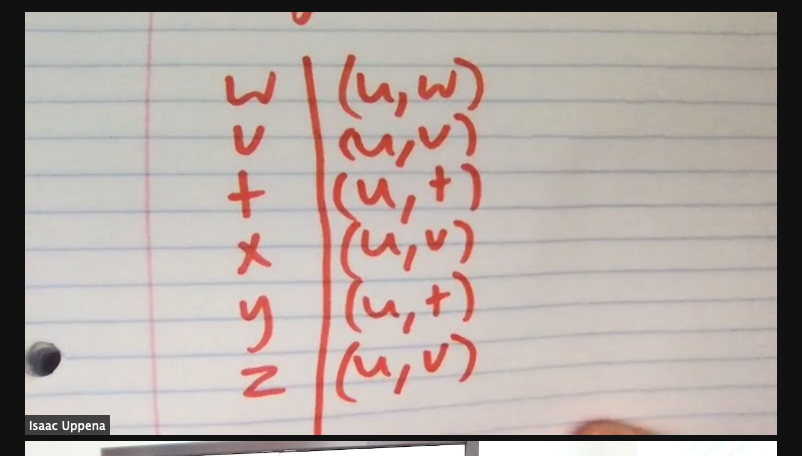 w | (u, w)
v | (u, v)
t | (u, t)
x | (u, v)
y | (u, t)
z | (u, v)
Isaac Uppena